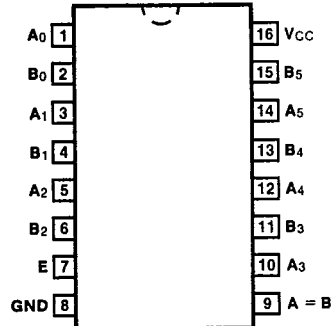 A0 1 16 VCC
B0 2 15 B5
A1 3 14 A5
B1 4 13 B4
A2 5 12 A4
B2 6 11 B3
E 7 10 A3
GND 8 9 A = B